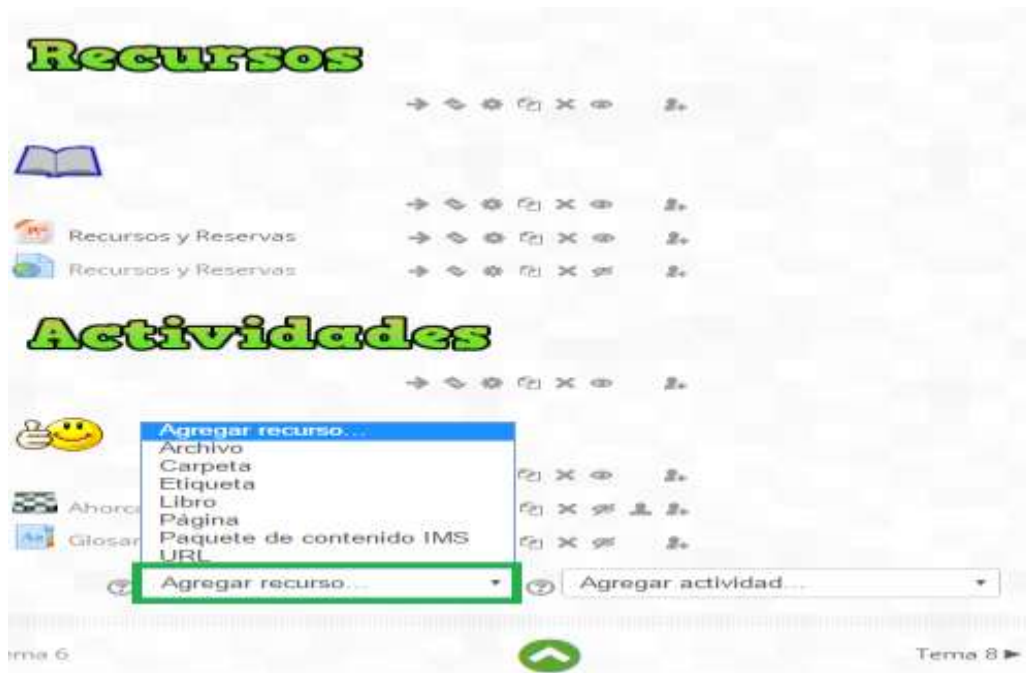 Recursos
Recursos y Reservas
Recursos y Reservas
Actividades
Agregar recurso...
Archivo
Carpeta
Etiqueta
Libro
Página
Paquete de contenido IMS
URL
Ahorc
Glosar
Agregar recurso...
Agregar actividad...
ema 6
Tema 8